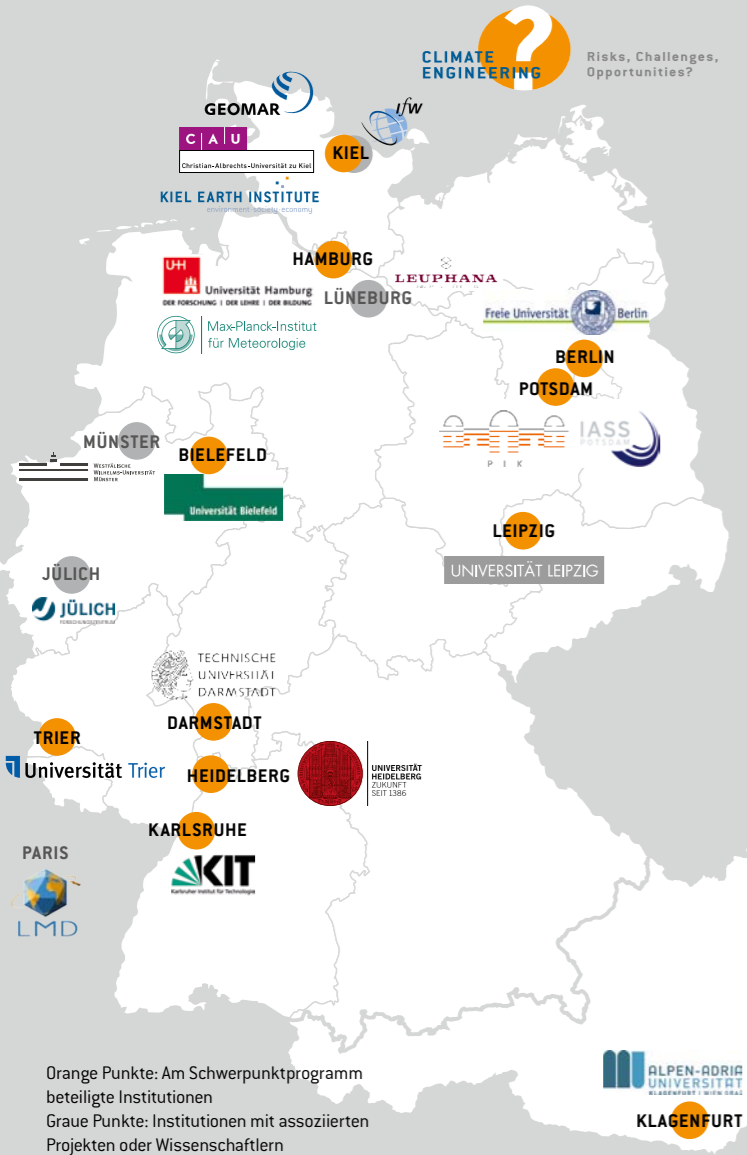 CLIMATE
ENGINEERING
?
Risks, Challenges,
Opportunities?
GEOMAR
IfW
C A U
Christian-Albrechts-Universität zu Kiel
KIEL
KIEL EARTH INSTITUTE
environment society economy
HAMBURG
UH
Universität Hamburg
DER FORSCHUNG | DER LEHRE | DER BILDUNG
LEUPHANA
LÜNEBURG
Max-Planck-Institut
für Meteorologie
Freie Universität Berlin
BERLIN
POTSDAM
PIK
IASS
POTSDAM
MÜNSTER
WESTFÄLISCHE
WILHELMS-UNIVERSITÄT
MÜNSTER
BIELEFELD
Universität Bielefeld
LEIPZIG
UNIVERSITÄT LEIPZIG
JÜLICH
JÜLICH
FORSCHUNGSZENTRUM
TECHNISCHE
UNIVERSITÄT
DARMSTADT
DARMSTADT
TRIER
Universität Trier
HEIDELBERG
UNIVERSITÄT
HEIDELBERG
ZUKUNFT
SEIT 1386
KARLSRUHE
KIT
Karlsruher Institut für Technologie
PARIS
LMD
Orange Punkte: Am Schwerpunktprogramm
beteiligte Institutionen
Graue Punkte: Institutionen mit assoziierten
Projekten oder Wissenschaftlern
ALPEN-ADRIA
UNIVERSITÄT
KLAGENFURT | WIEN GRAZ
KLAGENFURT